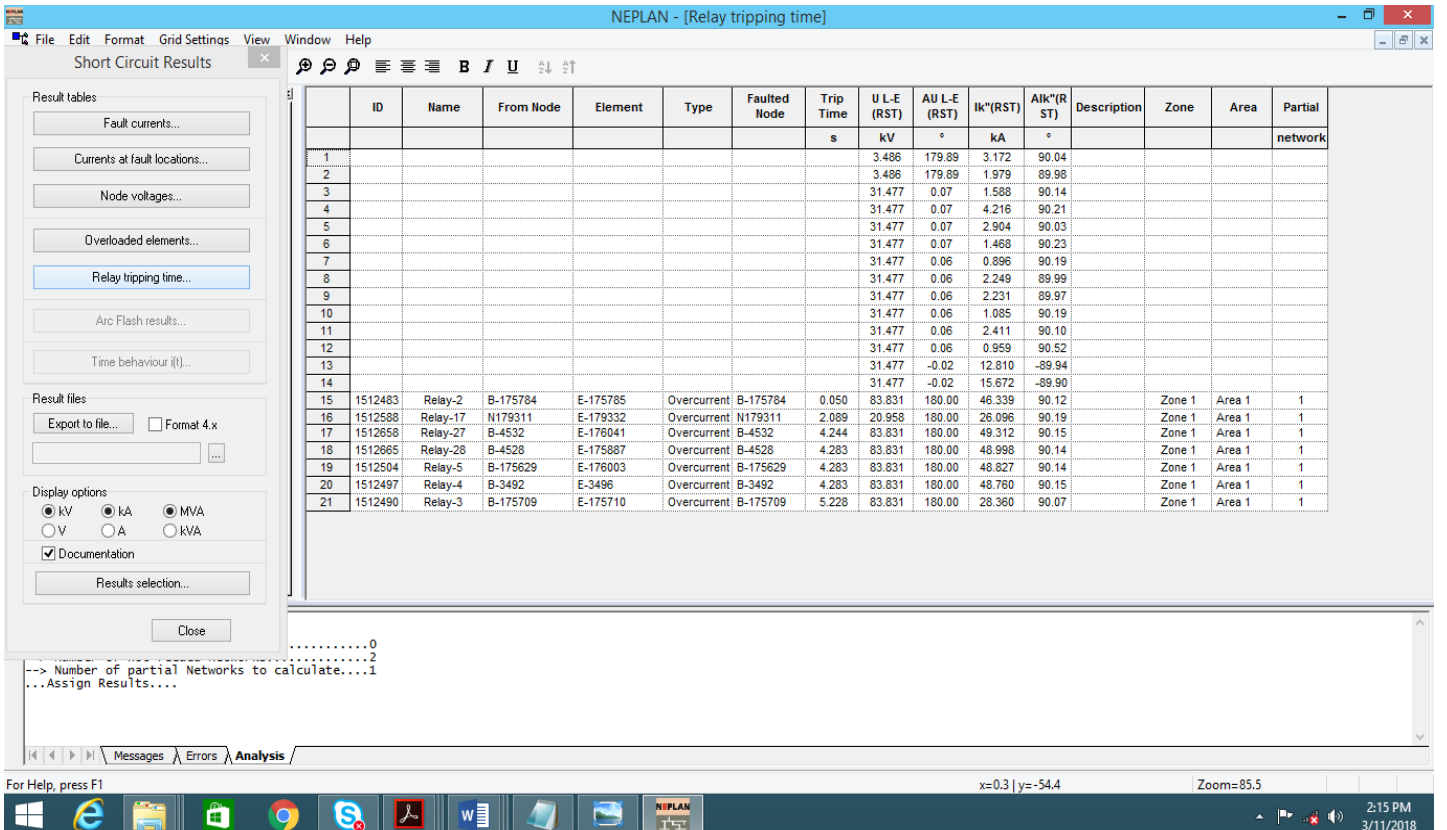 NEPLAN - [Relay tripping time]
File Edit Format Grid Settings View Window Help
Short Circuit Results
B I U
Result tables
Fault currents...
Currents at fault locations...
Node voltages...
Overloaded elements...
Relay tripping time...
Arc Flash results...
Time behaviour i(t)...
Result files
Export to file... Format 4.x
...
Display options
kV kA MVA
V A kVA
Documentation
Results selection...
Close
ID Name From Node Element Type Faulted Node Trip Time U L-E (RST) AU L-E (RST) Ik"(RST) AIk"(RST) Description Zone Area Partial
s kV ° kA ° network
1 3.486 179.89 3.172 90.04
2 3.486 179.89 1.979 89.98
3 31.477 0.07 1.588 90.14
4 31.477 0.07 4.216 90.21
5 31.477 0.07 2.904 90.03
6 31.477 0.07 1.468 90.23
7 31.477 0.06 0.896 90.19
8 31.477 0.06 2.249 89.99
9 31.477 0.06 2.231 89.97
10 31.477 0.06 1.085 90.19
11 31.477 0.06 2.411 90.10
12 31.477 0.06 0.959 90.52
13 31.477 -0.02 12.810 -89.94
14 31.477 -0.02 15.672 -89.90
15 1512483 Relay-2 B-175784 E-175785 Overcurrent B-175784 0.050 83.831 180.00 46.339 90.12 Zone 1 Area 1 1
16 1512588 Relay-17 N179311 E-179332 Overcurrent N179311 2.089 20.958 180.00 26.096 90.19 Zone 1 Area 1 1
17 1512658 Relay-27 B-4532 E-176041 Overcurrent B-4532 4.244 83.831 180.00 49.312 90.15 Zone 1 Area 1 1
18 1512665 Relay-28 B-4528 E-175887 Overcurrent B-4528 4.283 83.831 180.00 48.998 90.14 Zone 1 Area 1 1
19 1512504 Relay-5 B-175629 E-176003 Overcurrent B-175629 4.283 83.831 180.00 48.827 90.14 Zone 1 Area 1 1
20 1512497 Relay-4 B-3492 E-3496 Overcurrent B-3492 4.283 83.831 180.00 48.760 90.15 Zone 1 Area 1 1
21 1512490 Relay-3 B-175709 E-175710 Overcurrent B-175709 5.228 83.831 180.00 28.360 90.07 Zone 1 Area 1 1
...........0
.............2
--> Number of partial Networks to calculate....1
...Assign Results....
Messages Errors Analysis
For Help, press F1 x=0.3 | y=-54.4 Zoom=85.5
NEPLAN
2:15 PM
3/11/2018